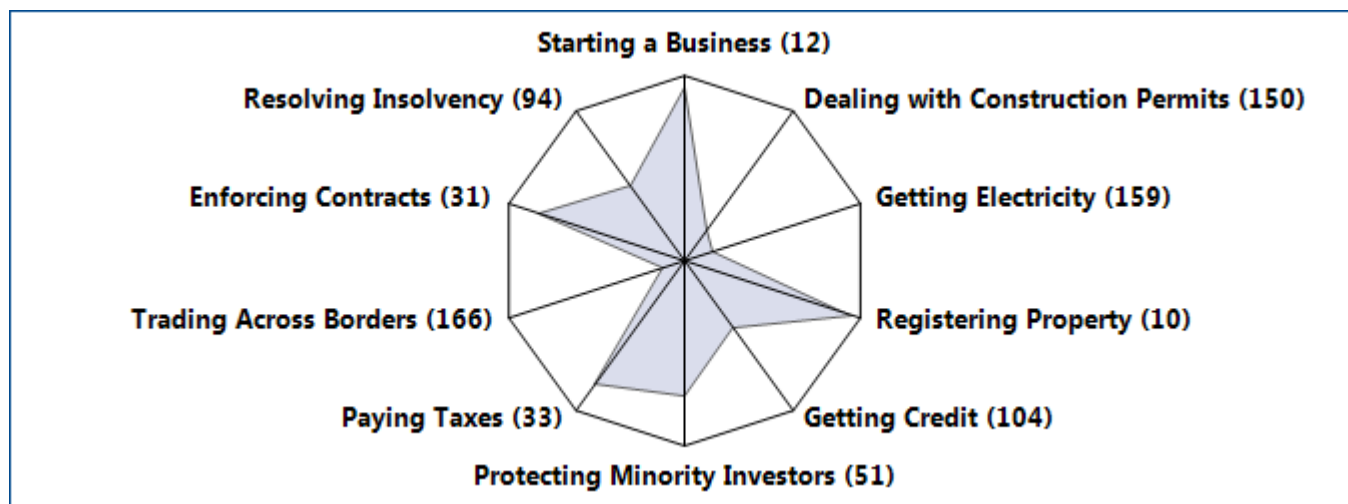 Starting a Business (12)
Resolving Insolvency (94)
Dealing with Construction Permits (150)
Enforcing Contracts (31)
Getting Electricity (159)
Trading Across Borders (166)
Registering Property (10)
Paying Taxes (33)
Getting Credit (104)
Protecting Minority Investors (51)